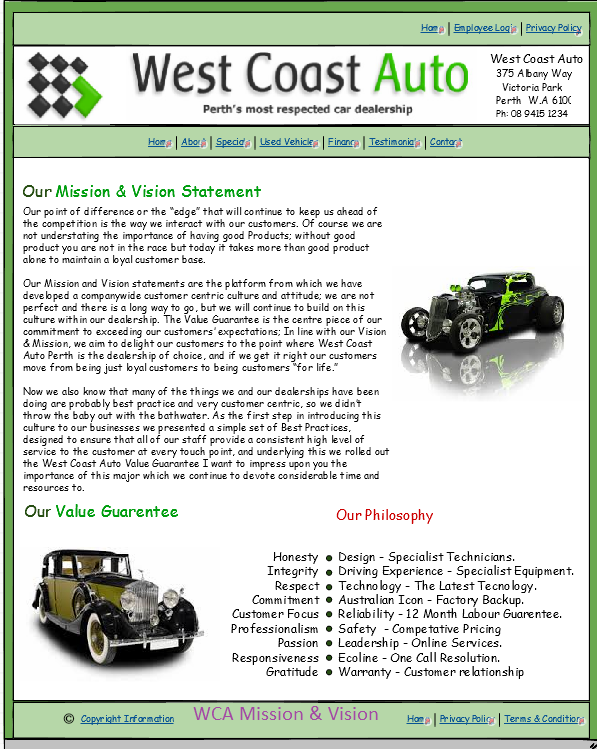 Home | Employee Login | Privacy Policy
West Coast Auto
Perth's most respected car dealership
West Coast Auto
375 Albany Way
Victoria Park
Perth W.A 6100
Ph: 08 9415 1234
Home | About | Specials | Used Vehicles | Finance | Testimonials | Contact
Our Mission & Vision Statement
Our point of difference or the “edge” that will continue to keep us ahead of
the competition is the way we interact with our customers. Of course we are
not understating the importance of having good Products; without good
product you are not in the race but today it takes more than good product
alone to maintain a loyal customer base.
Our Mission and Vision statements are the platform from which we have
developed a companywide customer centric culture and attitude; we are not
perfect and there is a long way to go, but we will continue to build on this
culture within our dealership. The Value Guarantee is the centre piece of our
commitment to exceeding our customers' expectations; In line with our Vision
& Mission, we aim to delight our customers to the point where West Coast
Auto Perth is the dealership of choice, and if we get it right our customers
move from being just loyal customers to being customers “for life.”
Now we also know that many of the things we and our dealerships have been
doing are probably best practice and very customer centric, so we didn't
throw the baby out with the bathwater. As the first step in introducing this
culture to our businesses we presented a simple set of Best Practices,
designed to ensure that all of our staff provide a consistent high level of
service to the customer at every touch point, and underlying this we rolled out
the West Coast Auto Value Guarantee I want to impress upon you the
importance of this major which we continue to devote considerable time and
resources to.
Our Value Guarentee
Our Philosophy
Honesty ● Design - Specialist Technicians.
Integrity ● Driving Experience - Specialist Equipment.
Respect ● Technology - The Latest Tecnology.
Commitment ● Australian Icon - Factory Backup.
Customer Focus ● Reliability - 12 Month Labour Guarentee.
Professionalism ● Safety - Competative Pricing
Passion ● Leadership - Online Services.
Responsiveness ● Ecoline - One Call Resolution.
Gratitude ● Warranty - Customer relationship
© Copyright Information WCA Mission & Vision Home | Privacy Policy | Terms & Conditions